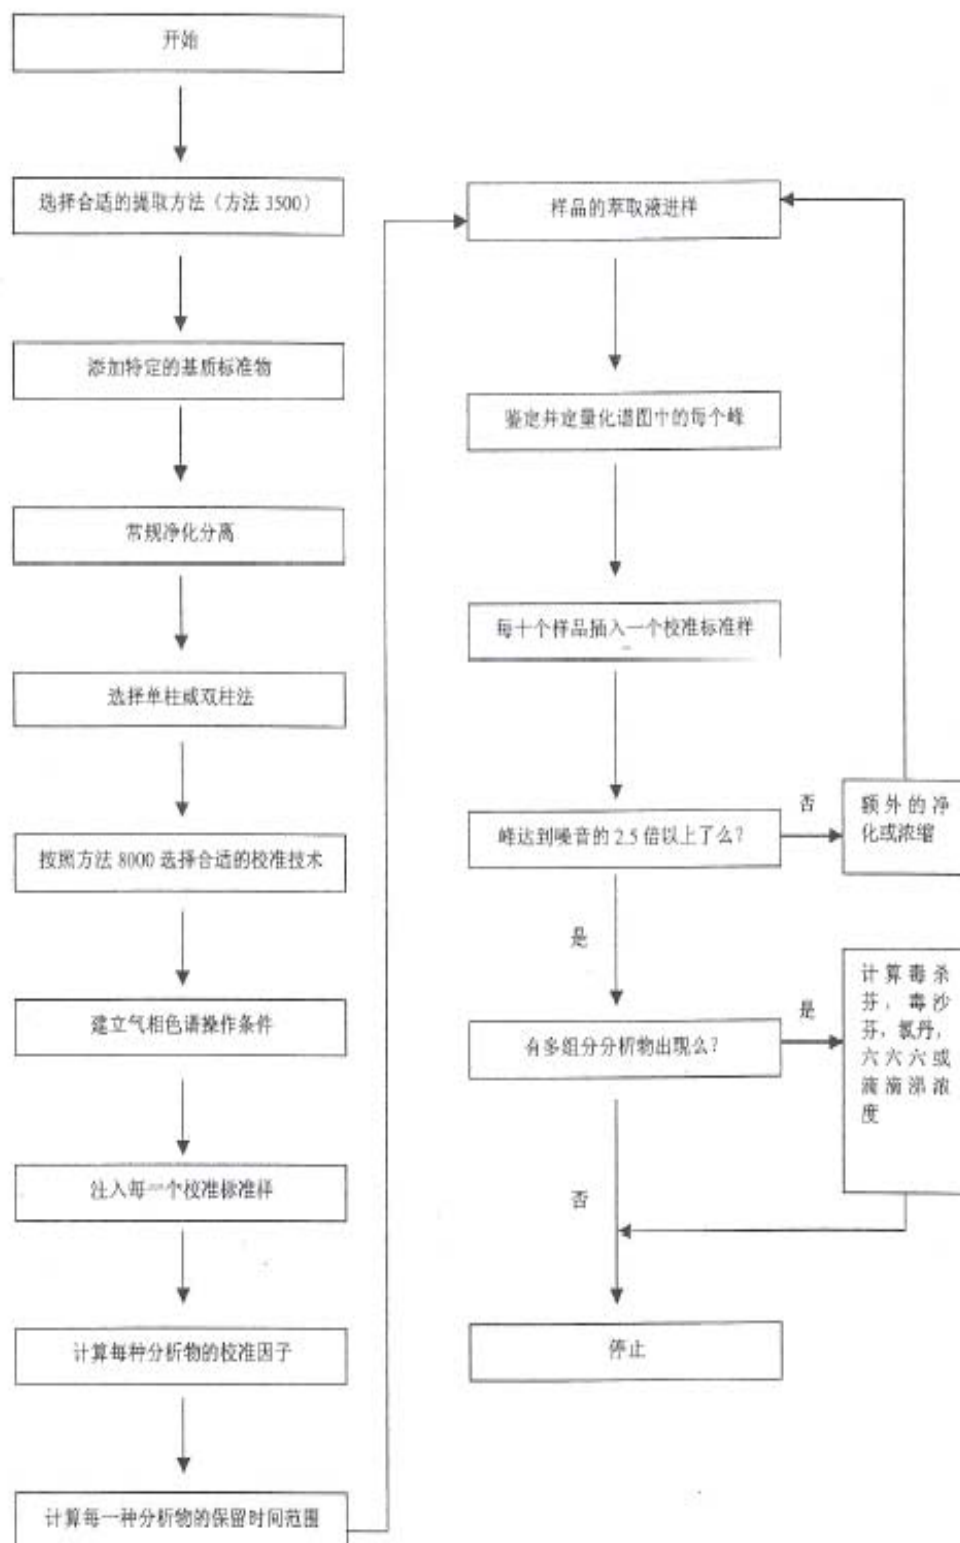 开始
选择合适的提取方法（方法 3500）
添加特定的基质标准物
常规净化分离
选择单柱或双柱法
按照方法 8000 选择合适的校准技术
建立气相色谱操作条件
注入每一个校准标准样
计算每种分析物的校准因子
计算每一种分析物的保留时间范围
样品的萃取液进样
鉴定并定量化谱图中的每个峰
每十个样品插入一个校准标准样
峰达到噪音的 2.5 倍以上了么？
否
额外的净
化或浓缩
是
有多组分分析物出现么？
是
计算毒杀
芬，毒沙
芬，氯丹，
六六六或
滴滴涕浓
度
否
停止